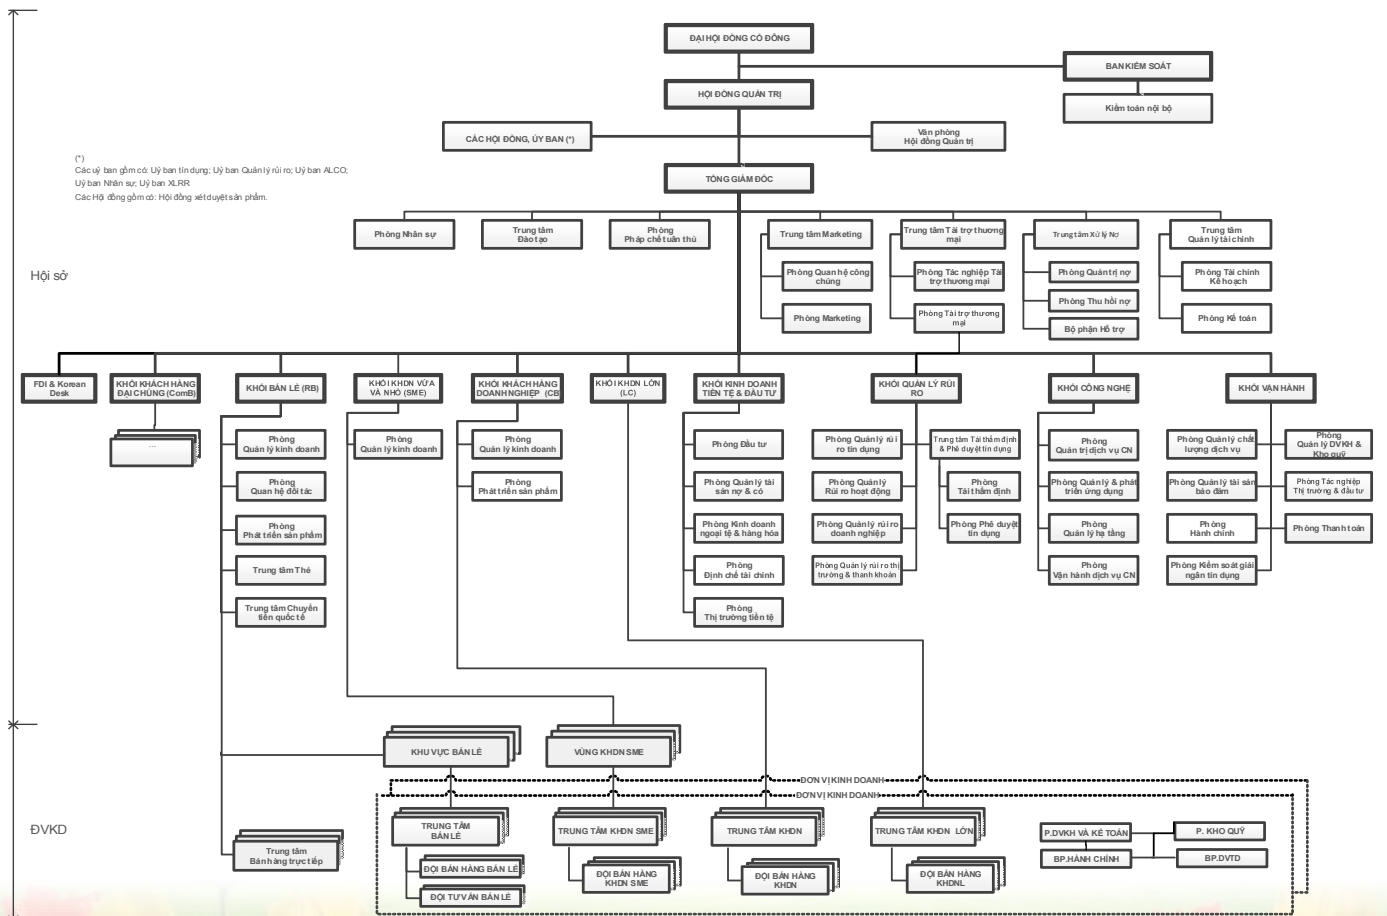 ĐẠI HỘI ĐỒNG CỔ ĐÔNG
BAN KIỂM SOÁT
HỘI ĐỒNG QUẢN TRỊ
Kiểm toán nội bộ
CÁC HỘI ĐỒNG, ỦY BAN (*)
Văn phòng
Hội đồng Quản trị
(*)
Các uỷ ban gồm có: Uỷ ban tín dụng; Uỷ ban Quản lý rủi ro; Uỷ ban ALCO;
Uỷ ban Nhân sự; Uỷ ban XLRR
Các Hội đồng gồm có: Hội đồng xét duyệt sản phẩm.
TỔNG GIÁM ĐỐC
Phòng Nhân sự
Trung tâm
Đào tạo
Phòng
Pháp chế tuân thủ
Trung tâm Marketing
Trung tâm Tài trợ thương
mại
Trung tâm Xử lý Nợ
Trung tâm
Quản lý tài chính
Hội sở
Phòng Quan hệ công
chúng
Phòng Tác nghiệp Tài
trợ thương mại
Phòng Quản trị nợ
Phòng Tài chính
Kế hoạch
Phòng Thu hồi nợ
Phòng Marketing
Phòng Tài trợ thương
mại
Bộ phận Hỗ trợ
Phòng Kế toán
FDI & Korean
Desk
KHỐI KHÁCH HÀNG
ĐẠI CHÚNG (ComB)
KHỐI BÁN LẺ (RB)
KHỐI KHDN VỪA
VÀ NHỎ (SME)
KHỐI KHÁCH HÀNG
DOANH NGHIỆP (CB)
KHỐI KHDN LỚN
(LC)
KHỐI KINH DOANH
TIỀN TỆ & ĐẦU TƯ
KHỐI QUẢN LÝ RỦI
RO
KHỐI CÔNG NGHỆ
KHỐI VẬN HÀNH
...
Phòng
Quản lý kinh doanh
Phòng
Quản lý kinh doanh
Phòng
Quản lý kinh doanh
Phòng Đầu tư
Phòng Quản lý rủi
ro tín dụng
Trung tâm Tái thẩm định
& Phê duyệt tín dụng
Phòng
Quản trị dịch vụ CN
Phòng Quản lý chất
lượng dịch vụ
Phòng
Quản lý DVKH &
Kho quỹ
Phòng
Quan hệ đối tác
Phòng
Phát triển sản phẩm
Phòng Quản lý tài
sản nợ & có
Phòng Quản lý
Rủi ro hoạt động
Phòng
Tái thẩm định
Phòng Quản lý & phát
triển ứng dụng
Phòng Quản lý tài sản
bảo đảm
Phòng Tác nghiệp
Thị trường & đầu tư
Phòng
Phát triển sản phẩm
Phòng Kinh doanh
ngoại tệ & hàng hóa
Phòng Quản lý rủi ro
doanh nghiệp
Phòng Phê duyệt
tín dụng
Phòng
Quản lý hạ tầng
Phòng
Hành chính
Phòng Thanh toán
Trung tâm Thẻ
Phòng
Định chế tài chính
Phòng Quản lý rủi ro thị
trường & thanh khoản
Phòng
Vận hành dịch vụ CN
Phòng Kiểm soát giải
ngân tín dụng
Trung tâm Chuyển
tiền quốc tế
Phòng
Thị trường tiền tệ
KHU VỰC BÁN LẺ
VÙNG KHDN SME
ĐƠN VỊ KINH DOANH
ĐƠN VỊ KINH DOANH
ĐVKD
TRUNG TÂM
BÁN LẺ
TRUNG TÂM KHDN SME
TRUNG TÂM KHDN
TRUNG TÂM KHDN LỚN
P.DVKH VÀ KẾ TOÁN
P. KHO QUỸ
Trung tâm
Bán hàng trực tiếp
BP.HÀNH CHÍNH
BP.DVTD
ĐỘI BÁN HÀNG BÁN LẺ
ĐỘI BÁN HÀNG
KHDN SME
ĐỘI BÁN HÀNG
KHDN
ĐỘI BÁN HÀNG
KHDNL
ĐỘI TƯ VẤN BÁN LẺ